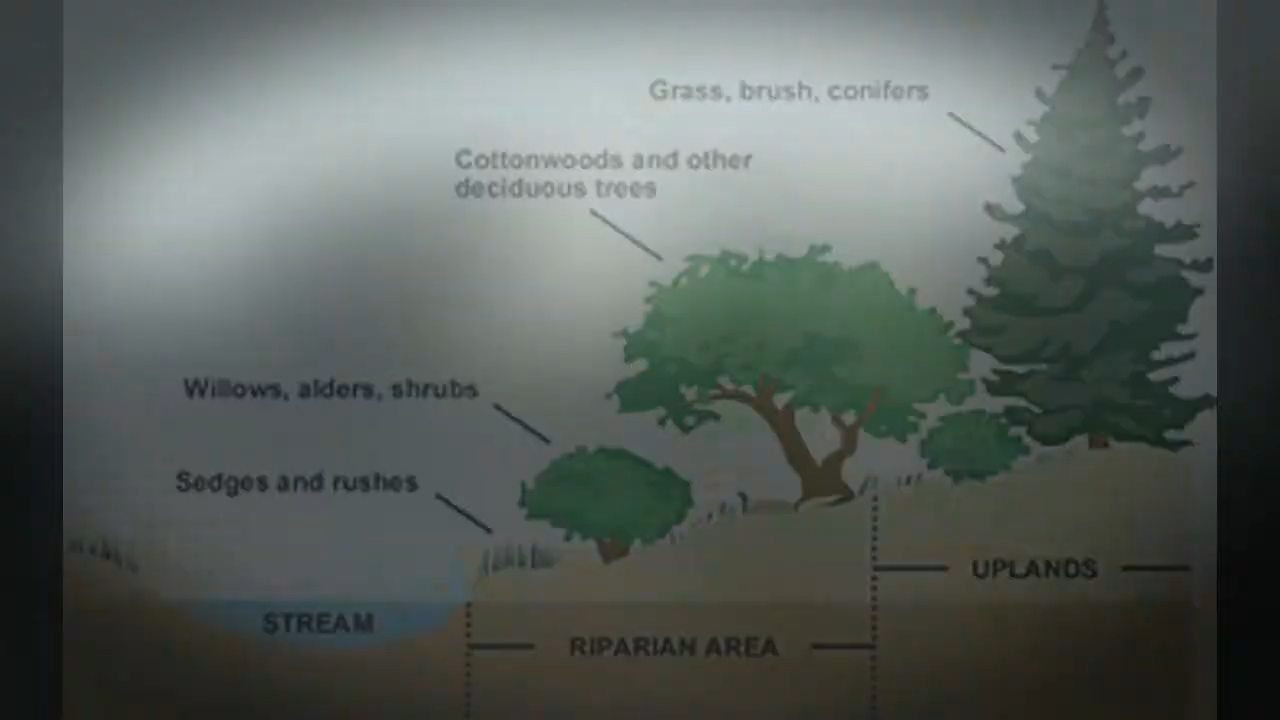 Grass, brush, conifers
Cottonwoods and other
deciduous trees
Willows, alders, shrubs
Sedges and rushes
UPLANDS
STREAM
RIPARIAN AREA